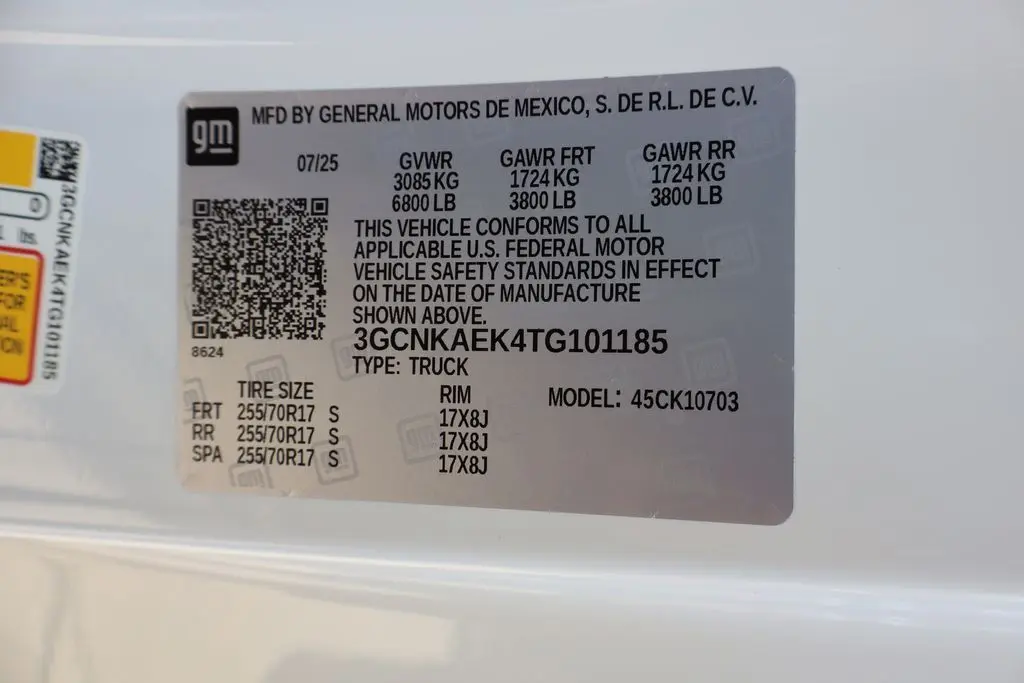 gm
MFD BY GENERAL MOTORS DE MEXICO, S. DE R.L. DE C.V.
07/25
GVWR GAWR FRT GAWR RR
3085 KG 1724 KG 1724 KG
6800 LB 3800 LB 3800 LB
THIS VEHICLE CONFORMS TO ALL
APPLICABLE U.S. FEDERAL MOTOR
VEHICLE SAFETY STANDARDS IN EFFECT
ON THE DATE OF MANUFACTURE
SHOWN ABOVE.
3GCNKAEK4TG101185
TYPE: TRUCK
8624
TIRE SIZE RIM MODEL: 45CK10703
FRT 255/70R17 S 17X8J
RR 255/70R17 S 17X8J
SPA 255/70R17 S 17X8J
3GCNKAEK4TG101185
lbs.
ER'S
FOR